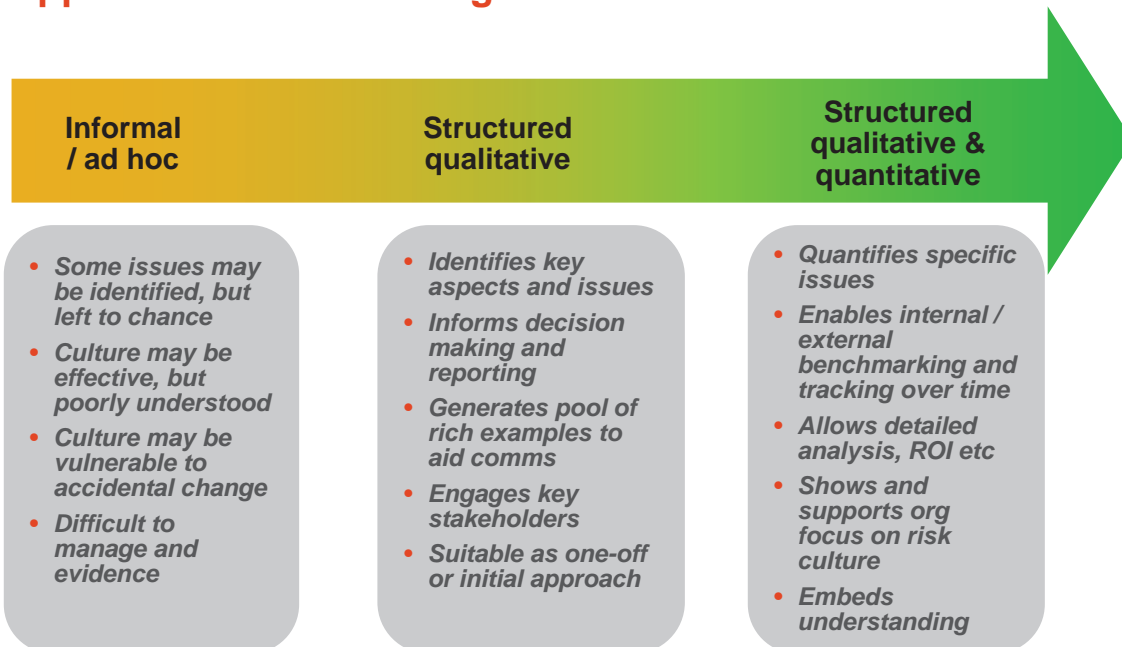 Informal
/ ad hoc
Structured
qualitative
Structured
qualitative &
quantitative
• Some issues may
be identified, but
left to chance
• Culture may be
effective, but
poorly understood
• Culture may be
vulnerable to
accidental change
• Difficult to
manage and
evidence
• Identifies key
aspects and issues
• Informs decision
making and
reporting
• Generates pool of
rich examples to
aid comms
• Engages key
stakeholders
• Suitable as one-off
or initial approach
• Quantifies specific
issues
• Enables internal /
external
benchmarking and
tracking over time
• Allows detailed
analysis, ROI etc
• Shows and
supports org
focus on risk
culture
• Embeds
understanding